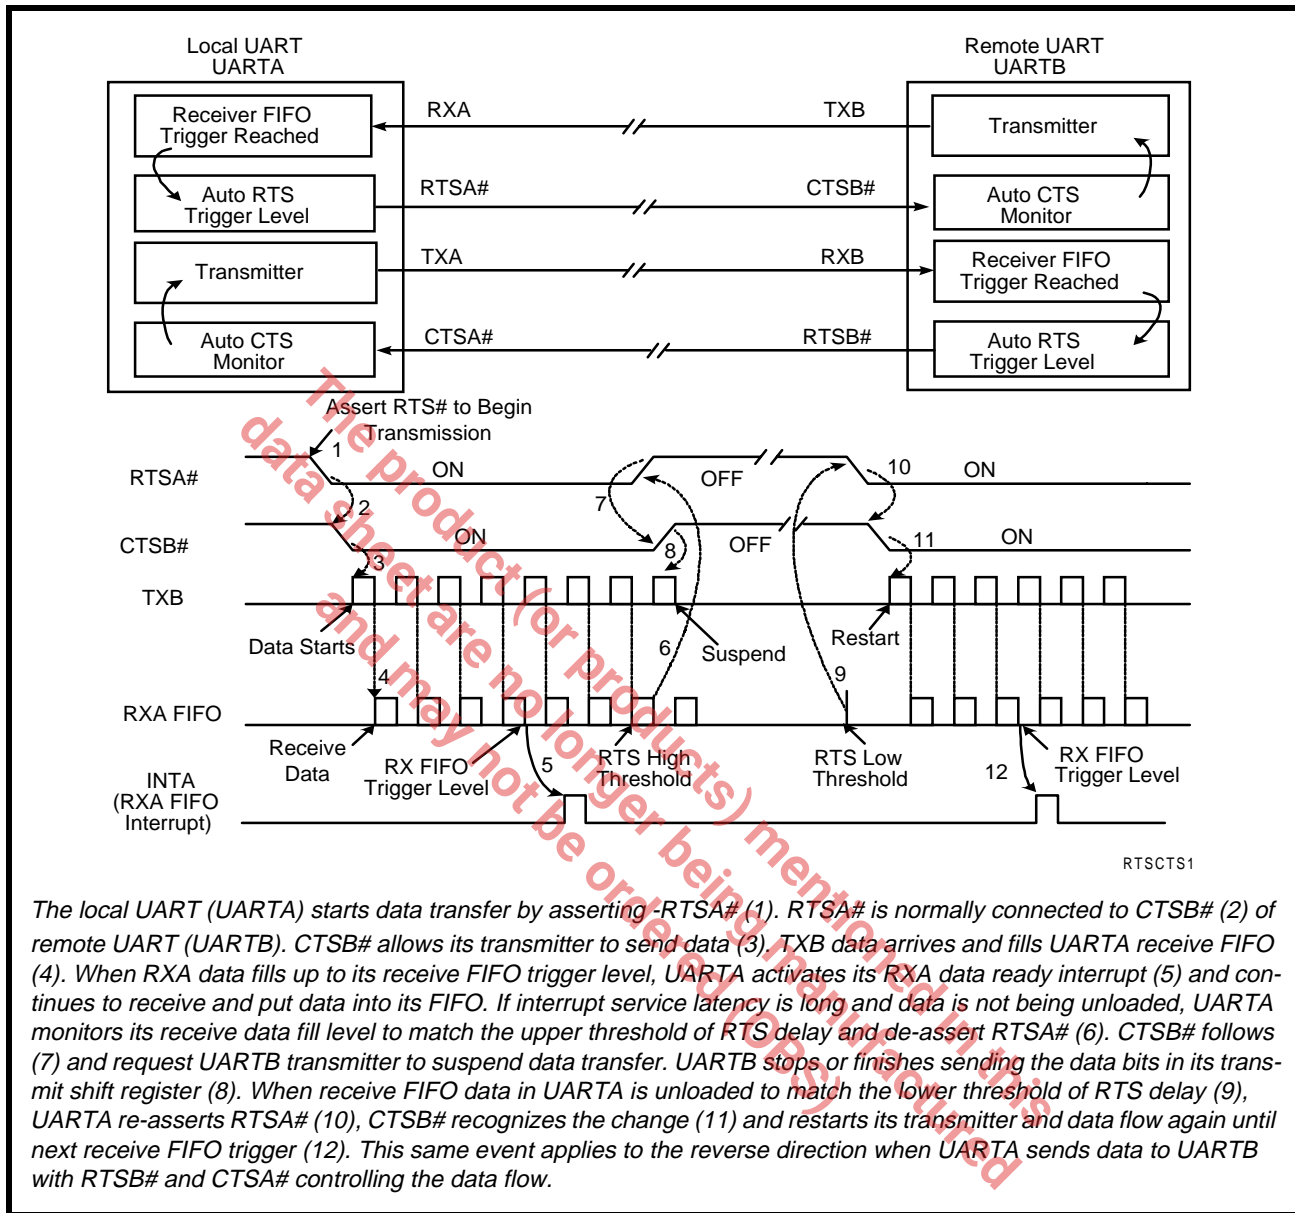 Local UART
UARTA
Remote UART
UARTB
Receiver FIFO
Trigger Reached
RXA
TXB
Transmitter
Auto RTS
Trigger Level
RTSA#
CTSB#
Auto CTS
Monitor
Transmitter
TXA
RXB
Receiver FIFO
Trigger Reached
Auto CTS
Monitor
CTSA#
RTSB#
Auto RTS
Trigger Level
Assert RTS# to Begin
Transmission
1
RTSA#
ON
OFF
10
ON
2
7
CTSB#
ON
8
OFF
11
ON
3
TXB
Data Starts
Suspend
Restart
4
6
9
RXA FIFO
Receive
Data
RX FIFO
Trigger Level
5
RTS High
Threshold
RTS Low
Threshold
12
RX FIFO
Trigger Level
INTA
(RXA FIFO
Interrupt)
RTSCTS1
The local UART (UARTA) starts data transfer by asserting -RTSA# (1). RTSA# is normally connected to CTSB# (2) of
remote UART (UARTB). CTSB# allows its transmitter to send data (3). TXB data arrives and fills UARTA receive FIFO
(4). When RXA data fills up to its receive FIFO trigger level, UARTA activates its RXA data ready interrupt (5) and con-
tinues to receive and put data into its FIFO. If interrupt service latency is long and data is not being unloaded, UARTA
monitors its receive data fill level to match the upper threshold of RTS delay and de-assert RTSA# (6). CTSB# follows
(7) and request UARTB transmitter to suspend data transfer. UARTB stops or finishes sending the data bits in its trans-
mit shift register (8). When receive FIFO data in UARTA is unloaded to match the lower threshold of RTS delay (9),
UARTA re-asserts RTSA# (10), CTSB# recognizes the change (11) and restarts its transmitter and data flow again until
next receive FIFO trigger (12). This same event applies to the reverse direction when UARTA sends data to UARTB
with RTSB# and CTSA# controlling the data flow.
The product (or products) mentioned in this
data sheet are no longer being manufactured
and may not be ordered (OBS)